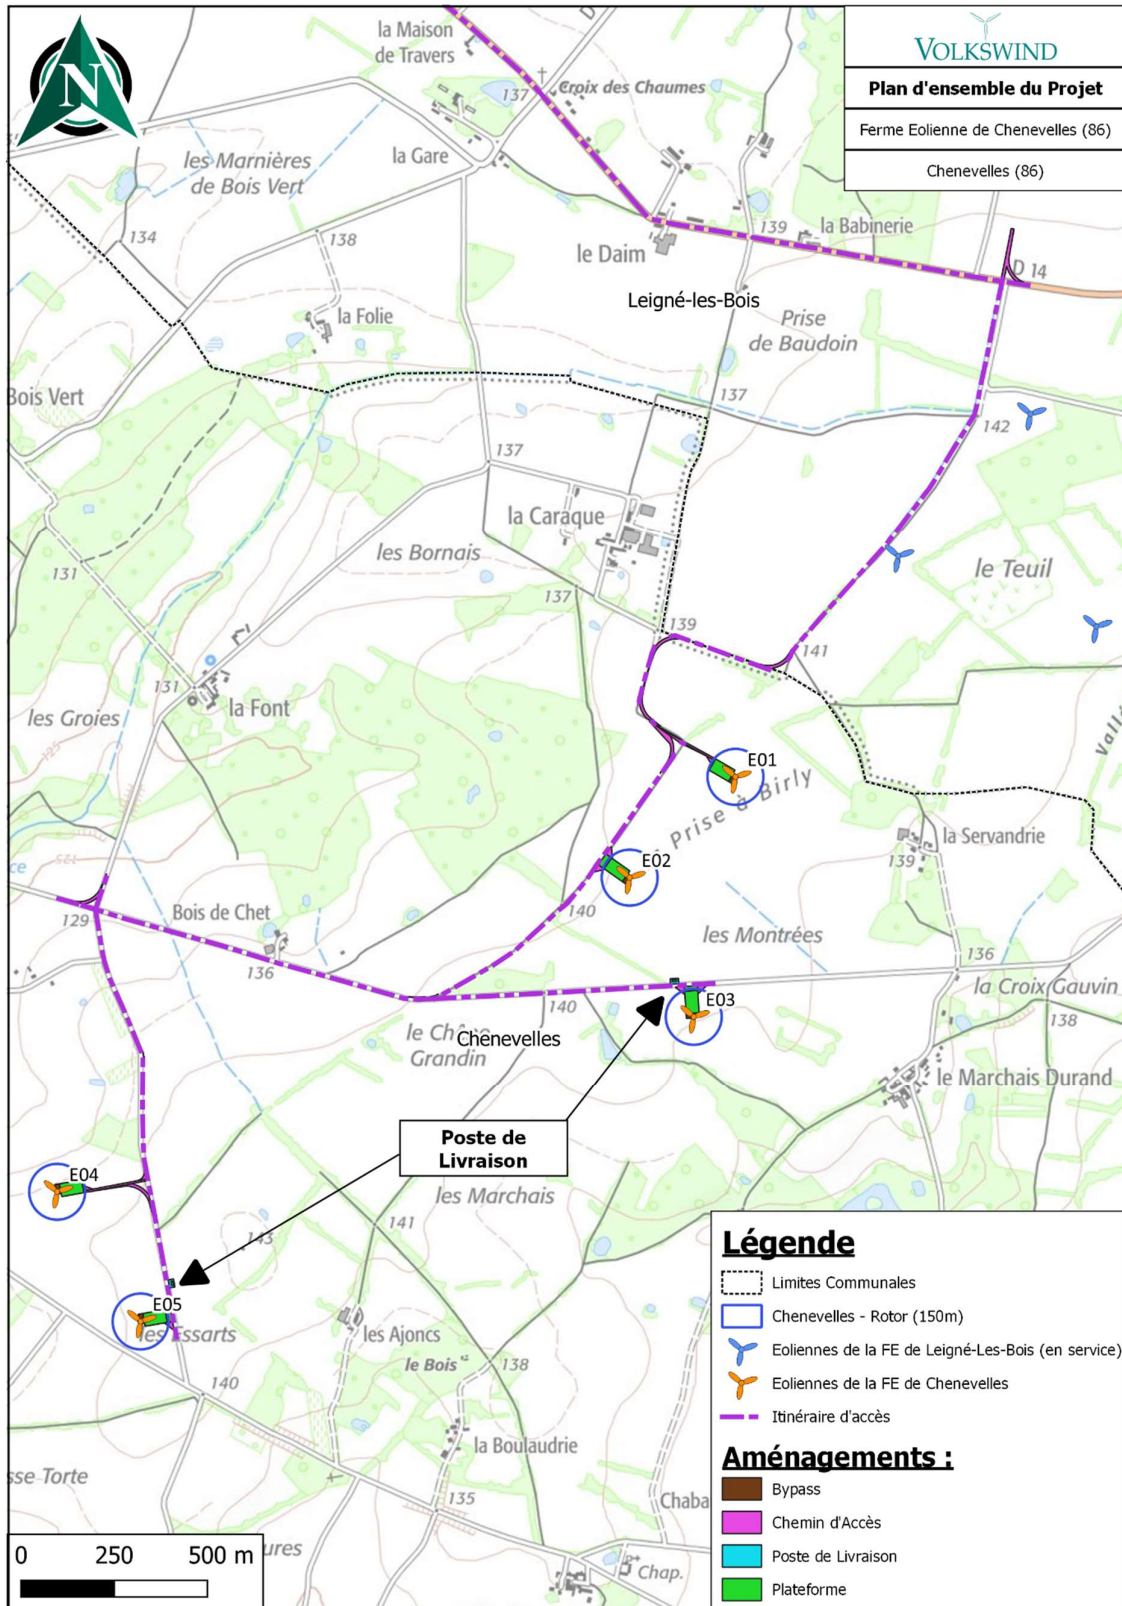 N
VOLKSWIND
Plan d'ensemble du Projet
Ferme Eolienne de Chenevelles (86)
Chenevelles (86)
la Maison
de Travers
D
137
Croix des Chaumes
la Gare
les Marnières
de Bois Vert
134
138
139
la Babinerie
le Daim
D 14
Leigné-les-Bois
la Folie
Prise
de Baudoin
Bois Vert
137
142
137
la Caraque
les Bornais
131
le Teuil
137
139
141
131
la Font
les Groies
125
E01
Prise à Birly
125
la Servandrie
139
E02
Bois de Chet
129
140
les Montrées
136
136
140
E03
la Croix Gauvin
138
le Chêne
Grandin
Chenevelles
le Marchais Durand
Poste de
Livraison
E04
les Marchais
141
143
E05
les Essarts
les Ajoncs
le Bois
138
140
la Boulaudrie
sse Torte
135
Chaba
ures
Chap.
0 250 500 m
Légende
Limites Communales
Chenevelles - Rotor (150m)
Eoliennes de la FE de Leigné-Les-Bois (en service)
Eoliennes de la FE de Chenevelles
Itinéraire d'accès
Aménagements :
Bypass
Chemin d'Accès
Poste de Livraison
Plateforme